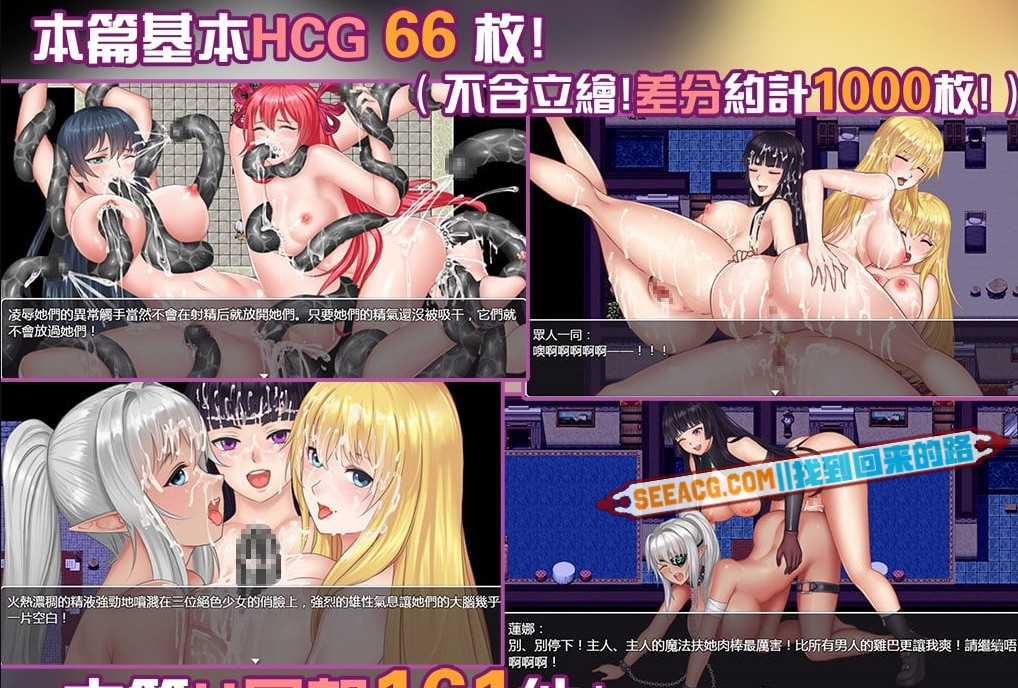 本篇基本HCG 66 枚!
(不含立繪!差分約計1000枚!)
凌辱她們的異常觸手當然不會在射精后就放開她們。只要她們的精氣還沒被吸干，它們就
不會放過她們！
眾人一同：
噢啊啊啊啊啊——！！！
SEEACG.COM||找到回来的路
火熱濃稠的精液強勁地噴濺在三位絕色少女的俏臉上，強烈的雄性氣息讓她們的大腦幾乎
一片空白！
蓮娜：
別、別停下！主人、主人的魔法扶她肉棒最厲害！比所有男人的雞巴更讓我爽！請繼續唔
啊啊啊！
161